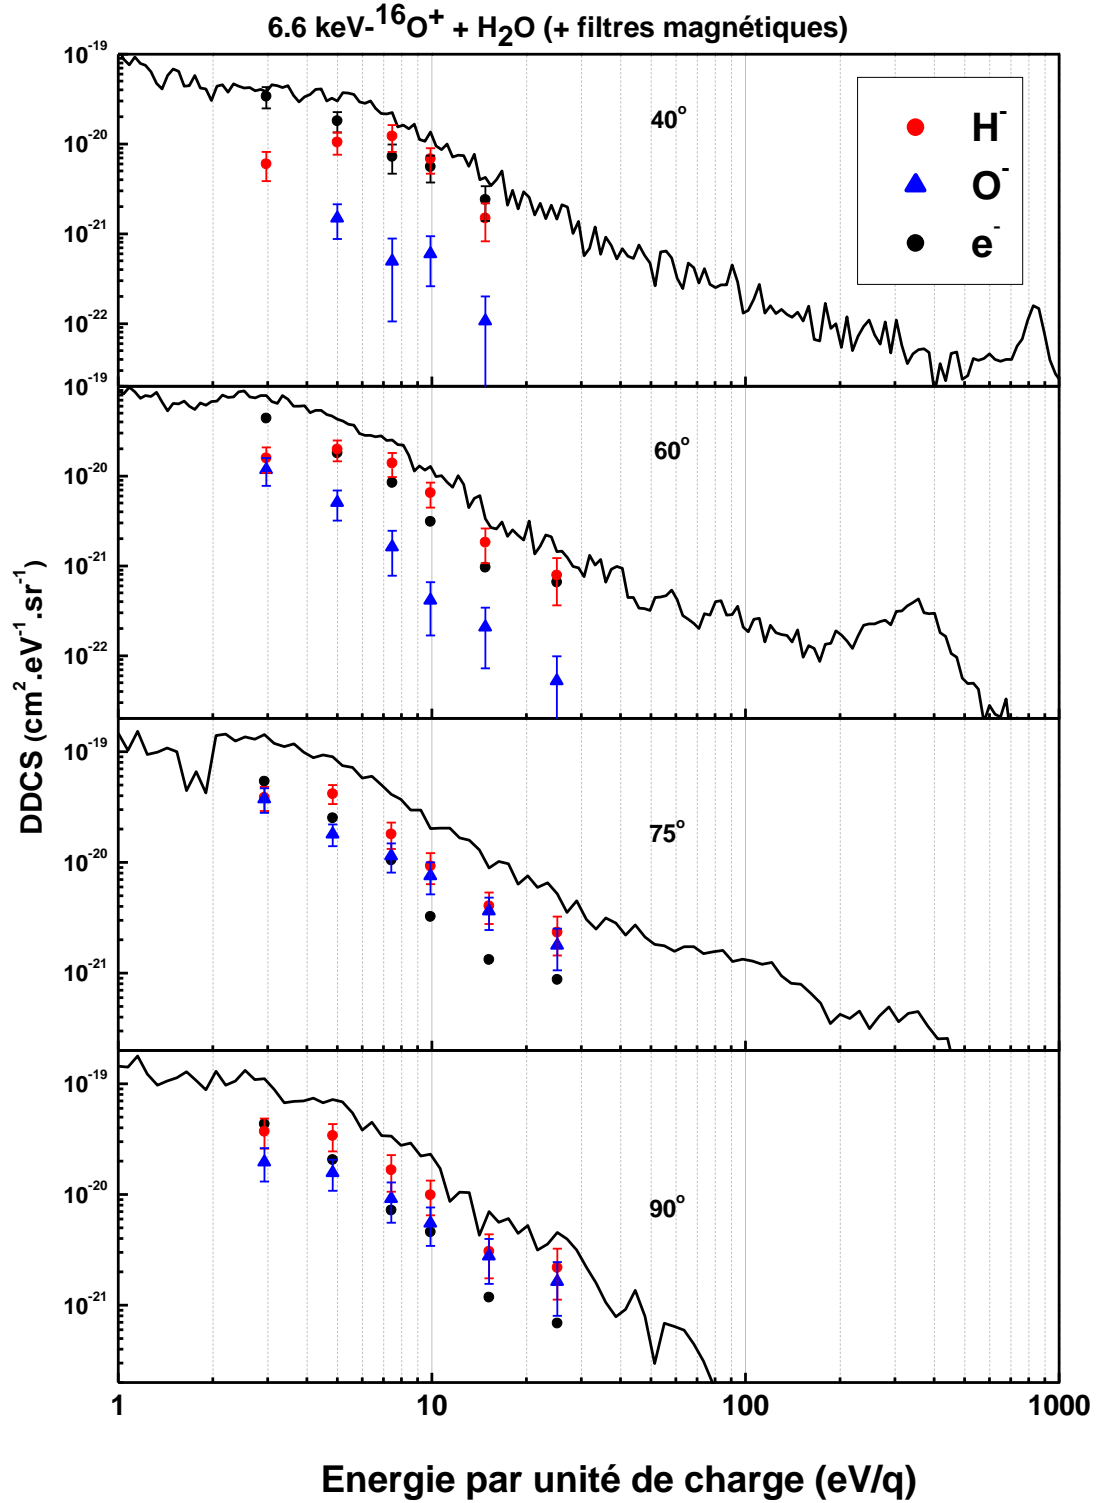 6.6 keV-¹⁶O⁺ + H₂O (+ filtres magnétiques)
10⁻¹⁹
40°
H⁻
O⁻
e⁻
10⁻²⁰
10⁻²¹
10⁻²²
10⁻¹⁹
60°
10⁻²⁰
10⁻²¹
10⁻²²
DDCS (cm².eV⁻¹.sr⁻¹)
10⁻¹⁹
75°
10⁻²⁰
10⁻²¹
10⁻¹⁹
90°
10⁻²⁰
10⁻²¹
1 10 100 1000
Energie par unité de charge (eV/q)